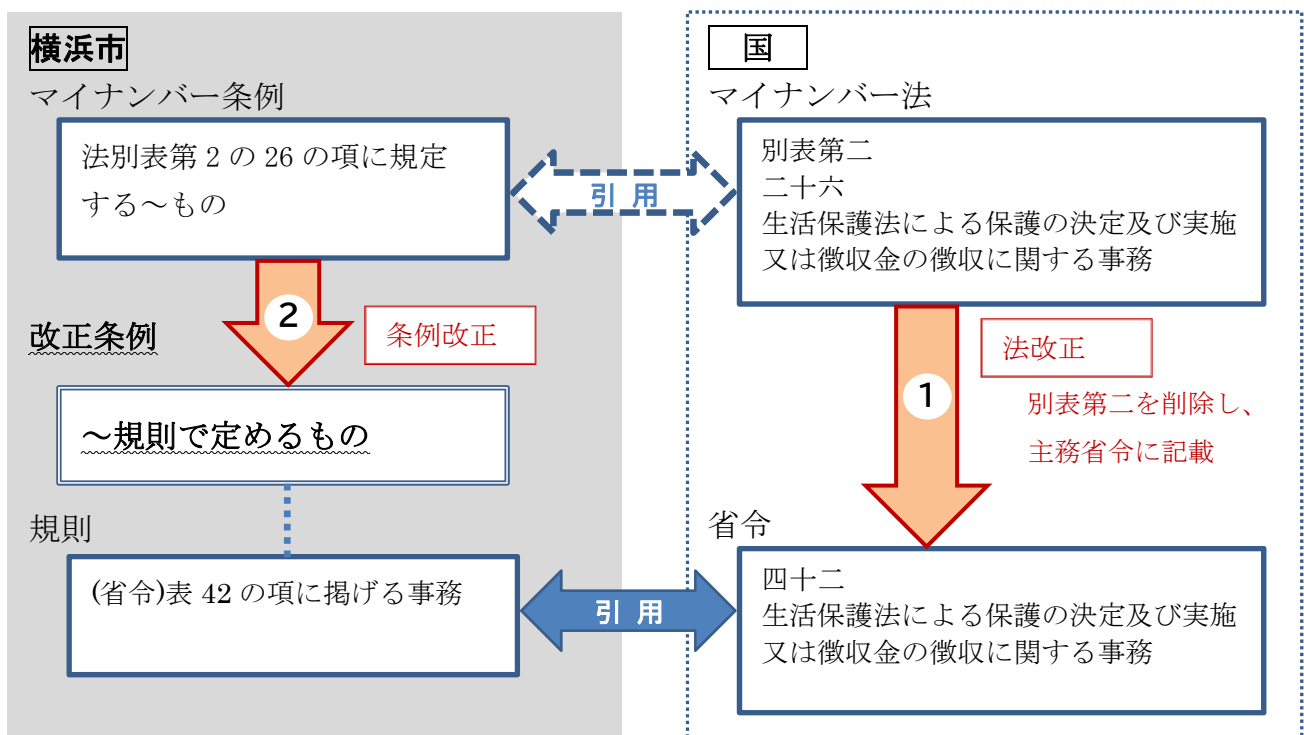 横浜市
マイナンバー条例
法別表第2の26の項に規定
する～もの
2
条例改正
改正条例
～規則で定めるもの
規則
(省令)表 42 の項に掲げる事務
引用
引用
国
マイナンバー法
別表第二
二十六
生活保護法による保護の決定及び実施
又は徴収金の徴収に関する事務
1
法改正
別表第二を削除し、
主務省令に記載
省令
四十二
生活保護法による保護の決定及び実施
又は徴収金の徴収に関する事務